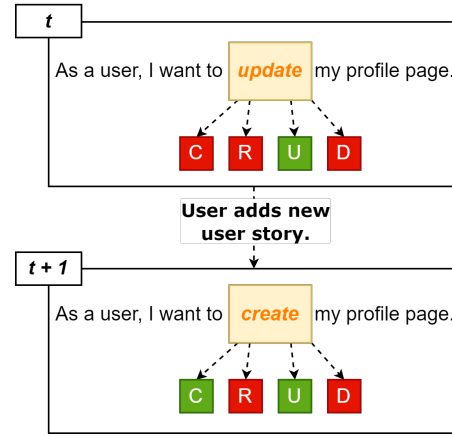 t
As a user, I want to update my profile page.
C R U D
User adds new
user story.
t + 1
As a user, I want to create my profile page.
C R U D